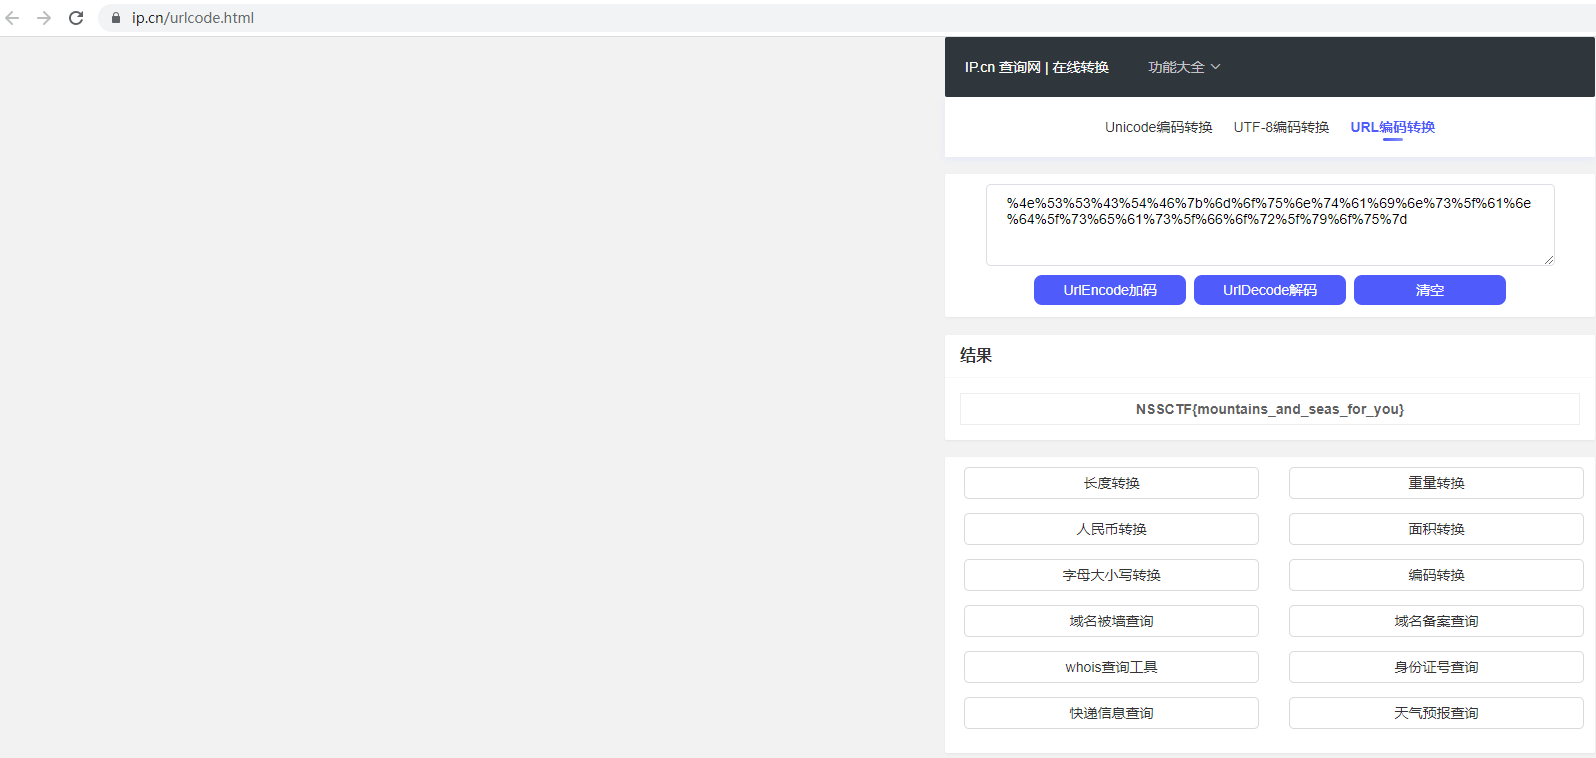 ip.cn/urlcode.html
IP.cn 查询网 | 在线转换 功能大全
Unicode编码转换 UTF-8编码转换 URL编码转换
%4e%53%53%43%54%46%7b%6d%6f%75%6e%74%61%69%6e%73%5f%61%6e
%64%5f%73%65%61%73%5f%66%6f%72%5f%79%6f%75%7d
UrlEncode加码 UrlDecode解码 清空
结果
NSSCTF{mountains_and_seas_for_you}
长度转换 重量转换
人民币转换 面积转换
字母大小写转换 编码转换
域名被墙查询 域名备案查询
whois查询工具 身份证号查询
快递信息查询 天气预报查询